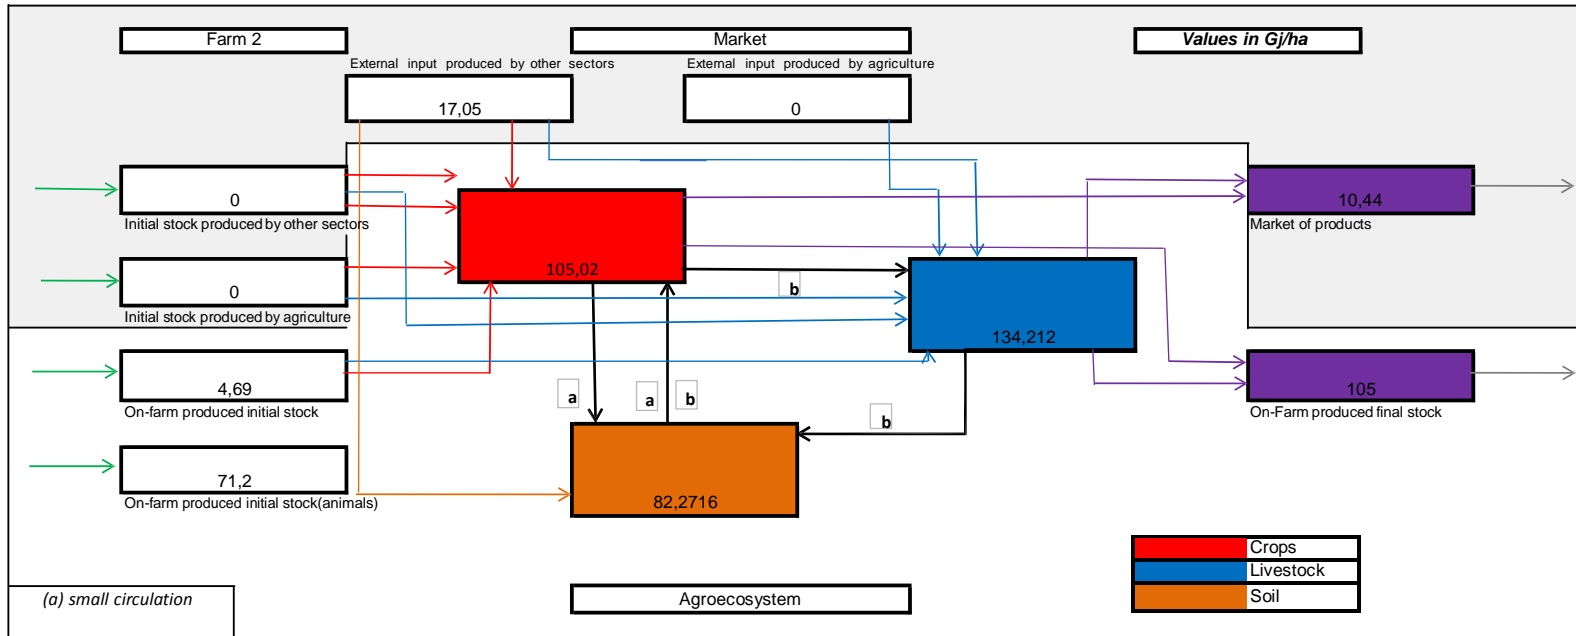 Farm 2
Market
Values in Gj/ha
External input produced by other sectors
External input produced by agriculture
17,05
0
0
Initial stock produced by other sectors
10,44
Market of products
105,02
0
Initial stock produced by agriculture
b
134,212
4,69
On-farm produced initial stock
105
On-Farm produced final stock
a
a
b
b
71,2
On-farm produced initial stock(animals)
82,2716
Crops
Livestock
Soil
(a) small circulation
Agroecosystem